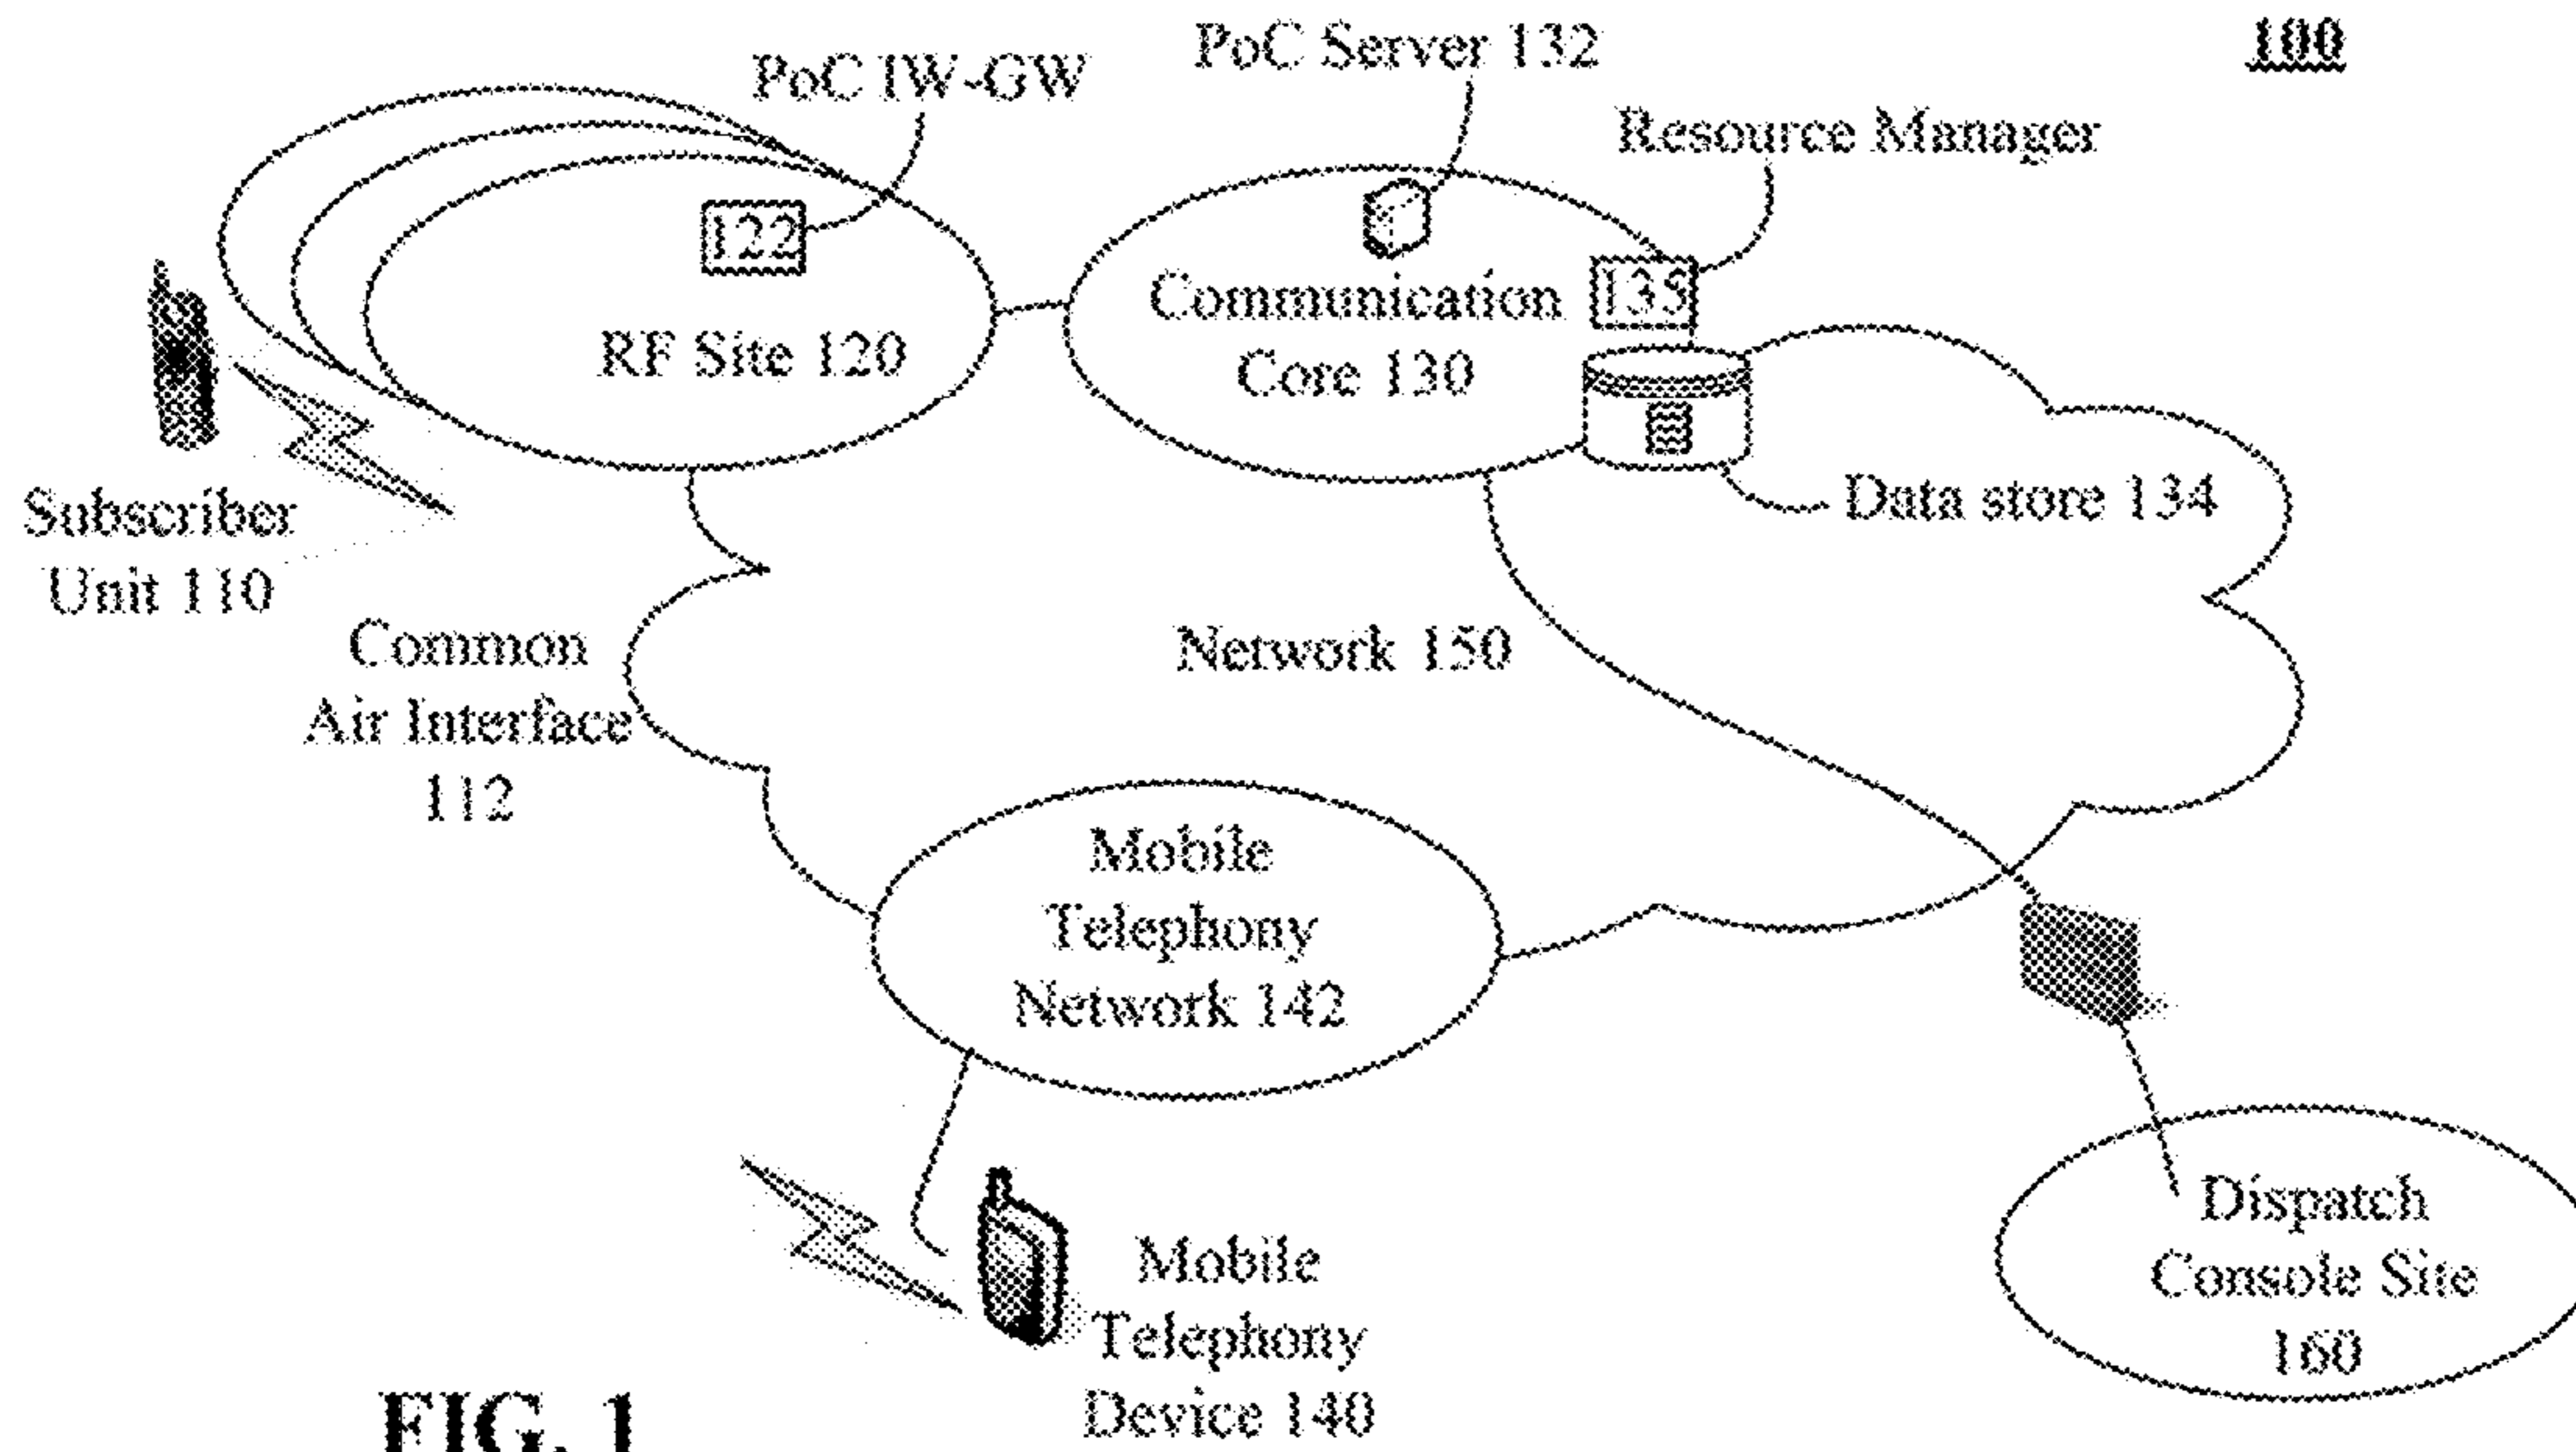 100
PoC IW-GW
PoC Server 132
Resource Manager
122
RF Site 120
Communication
Core 130
135
Data store 134
Subscriber
Unit 110
Common
Air Interface
112
Network 150
Mobile
Telephony
Network 142
Mobile
Telephony
Device 140
Dispatch
Console Site
160
FIG. 1